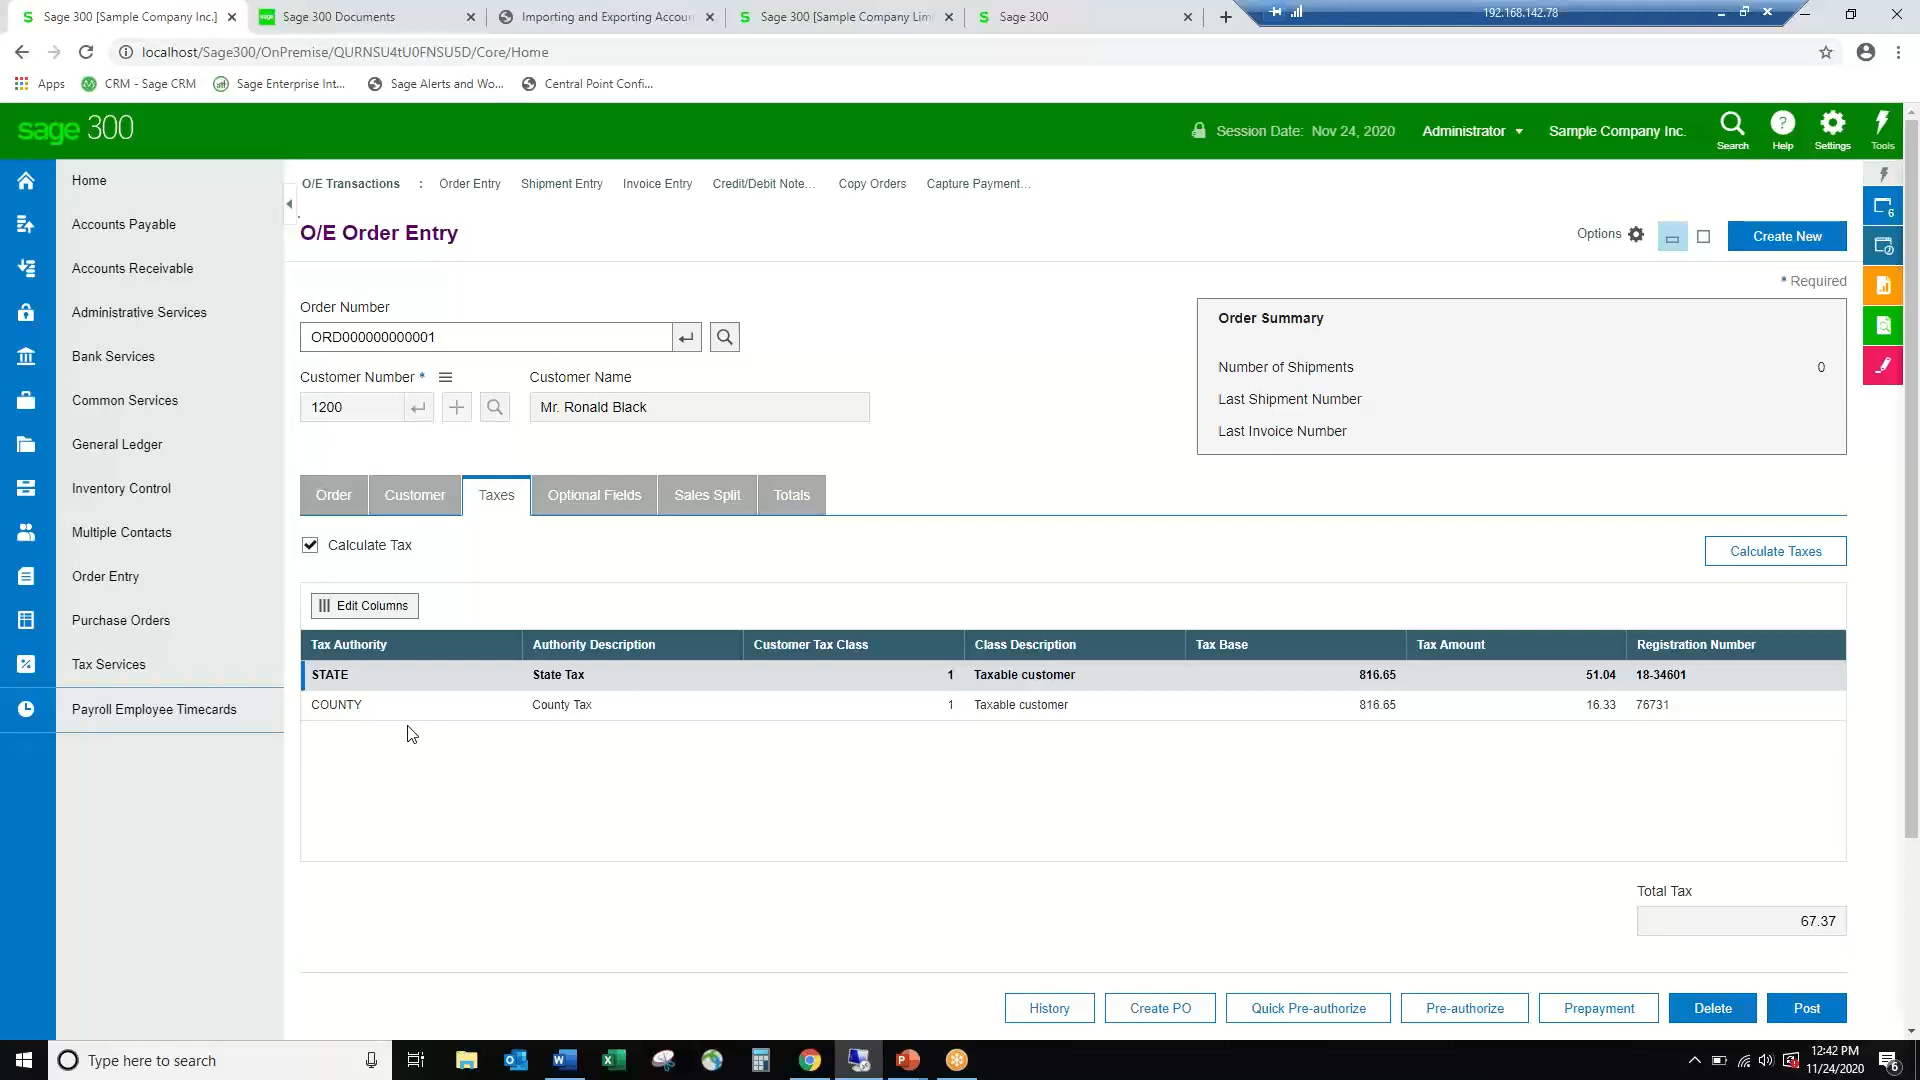 Sage 300 [Sample Company Inc.]
Sage 300 Documents
Importing and Exporting Accoun
Sage 300 [Sample Company Lim
Sage 300
192.168.142.78
localhost/Sage300/OnPremise/QURNSU4tU0FNSU5D/Core/Home
Apps
CRM - Sage CRM
Sage Enterprise Int...
Sage Alerts and Wo...
Central Point Confi...
sage 300
Session Date: Nov 24, 2020
Administrator
Sample Company Inc.
Search
Help
Settings
Tools
Home
Accounts Payable
Accounts Receivable
Administrative Services
Bank Services
Common Services
General Ledger
Inventory Control
Multiple Contacts
Order Entry
Purchase Orders
Tax Services
Payroll Employee Timecards
O/E Transactions : Order Entry Shipment Entry Invoice Entry Credit/Debit Note... Copy Orders Capture Payment...
O/E Order Entry
Options
Create New
6
* Required
Order Number
ORD000000000001
Customer Number *
Customer Name
1200
Mr. Ronald Black
Order Summary
Number of Shipments 0
Last Shipment Number
Last Invoice Number
Order Customer Taxes Optional Fields Sales Split Totals
Calculate Tax
Calculate Taxes
Edit Columns
Tax Authority Authority Description Customer Tax Class Class Description Tax Base Tax Amount Registration Number
STATE State Tax 1 Taxable customer 816.65 51.04 18-34601
COUNTY County Tax 1 Taxable customer 816.65 16.33 76731
Total Tax
67.37
History Create PO Quick Pre-authorize Pre-authorize Prepayment Delete Post
Type here to search
12:42 PM
11/24/2020
6